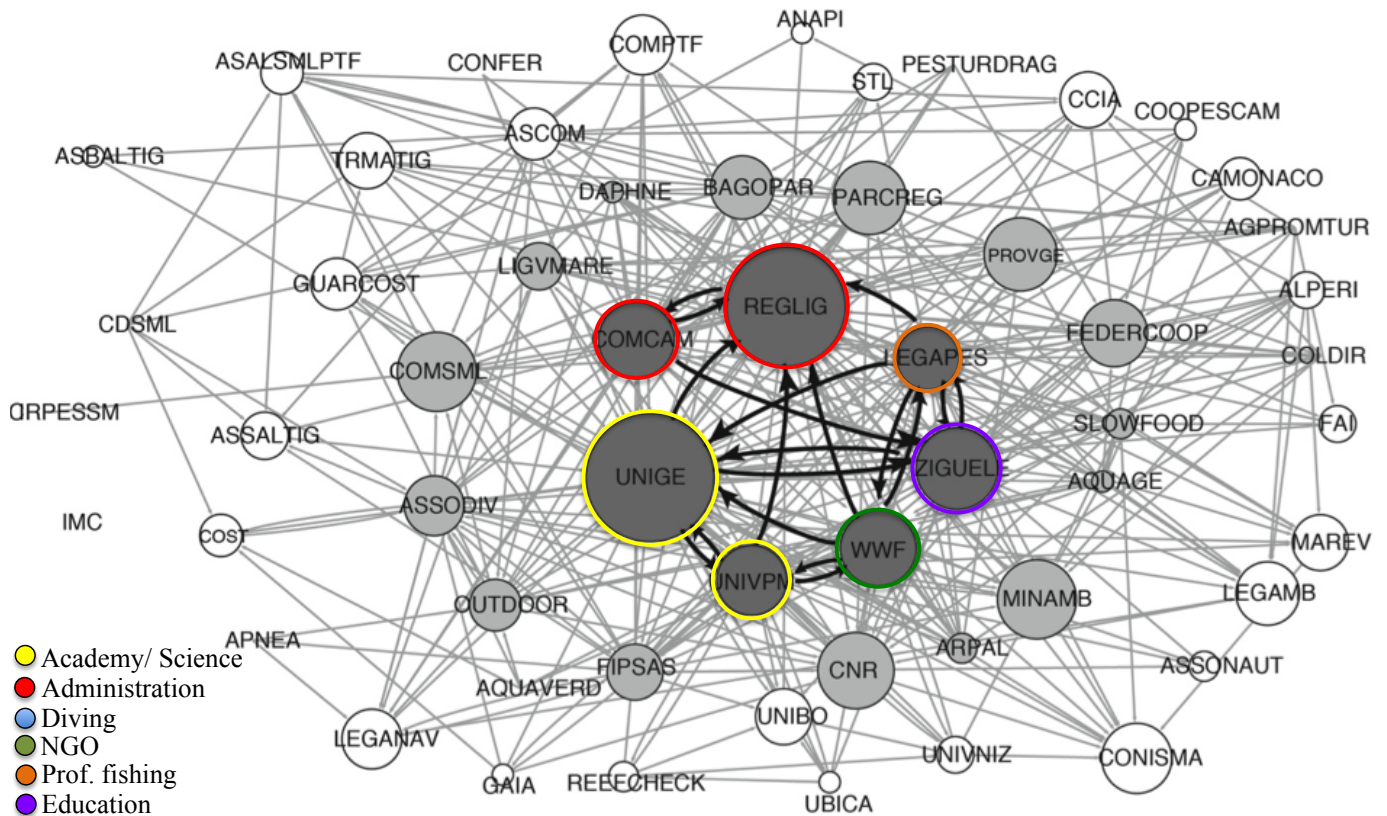 ANAPI
COMPTF
ASALSMLPTF
CONFER
PESTURDRAG
STL
CCIA
COOPESCAM
ASCOM
ASBALTIG
TRMATIG
CAMONACO
DAPHNE
BAGOPAR
PARCREG
AGPROMTUR
PROVGE
LIGVMARE
GUARCOST
ALPERI
REGLIG
CDSML
COMCAM
FEDERCOOP
LEGAPES
COLDIR
COMSML
CIRPESSM
SLOWFOOD
FAI
ASSALTIG
UNIGE
ZIGUELE
AQUAGE
ASSODIV
IMC
COST
WWF
MAREV
UNIVPM
LEGAMB
MINAMB
OUTDOOR
APNEA
ARPAL
Academy/ Science
FIPSAS
CNR
ASSONAUT
Administration
AQUAVERD
Diving
UNIBO
NGO
LEGANAV
UNIVNIZ
CONISMA
Prof. fishing
GAIA
REEFCHECK
Education
UBICA